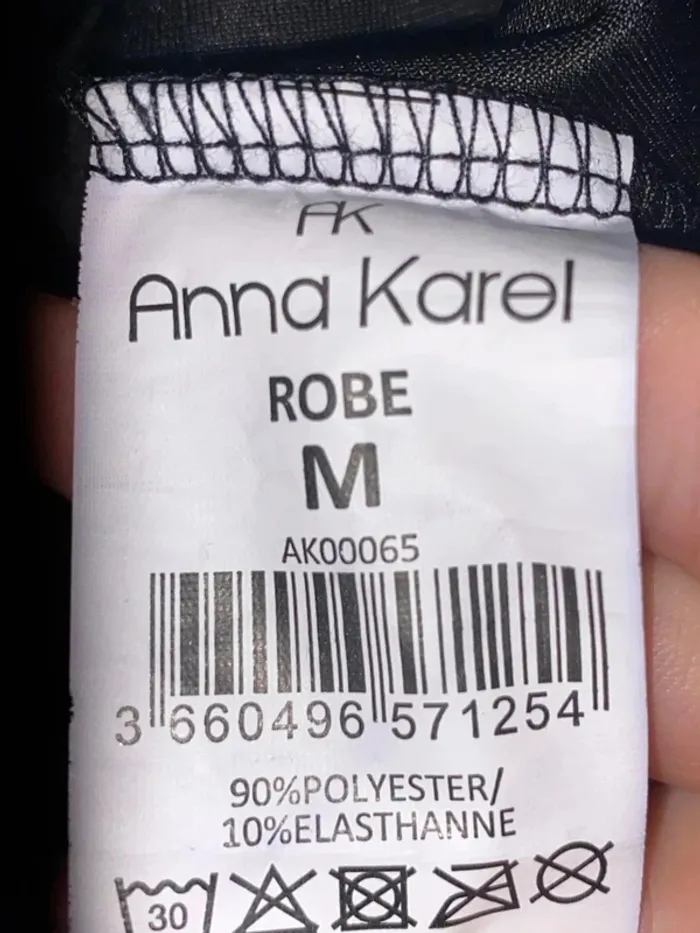 AK
Anna Karel
ROBE
M
AK00065
3 660496 571254
90%POLYESTER/
10%ELASTHANNE
30